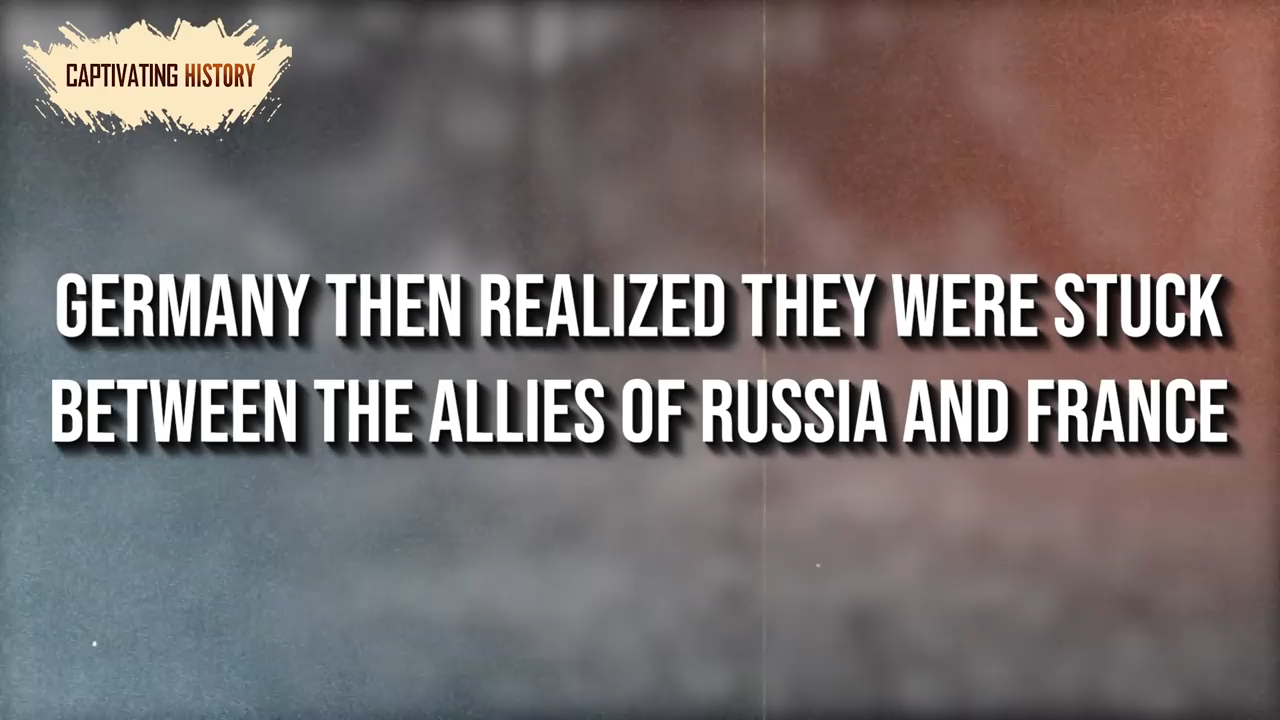 CAPTIVATING HISTORY
GERMANY THEN REALIZED THEY WERE STUCK
BETWEEN THE ALLIES OF RUSSIA AND FRANCE